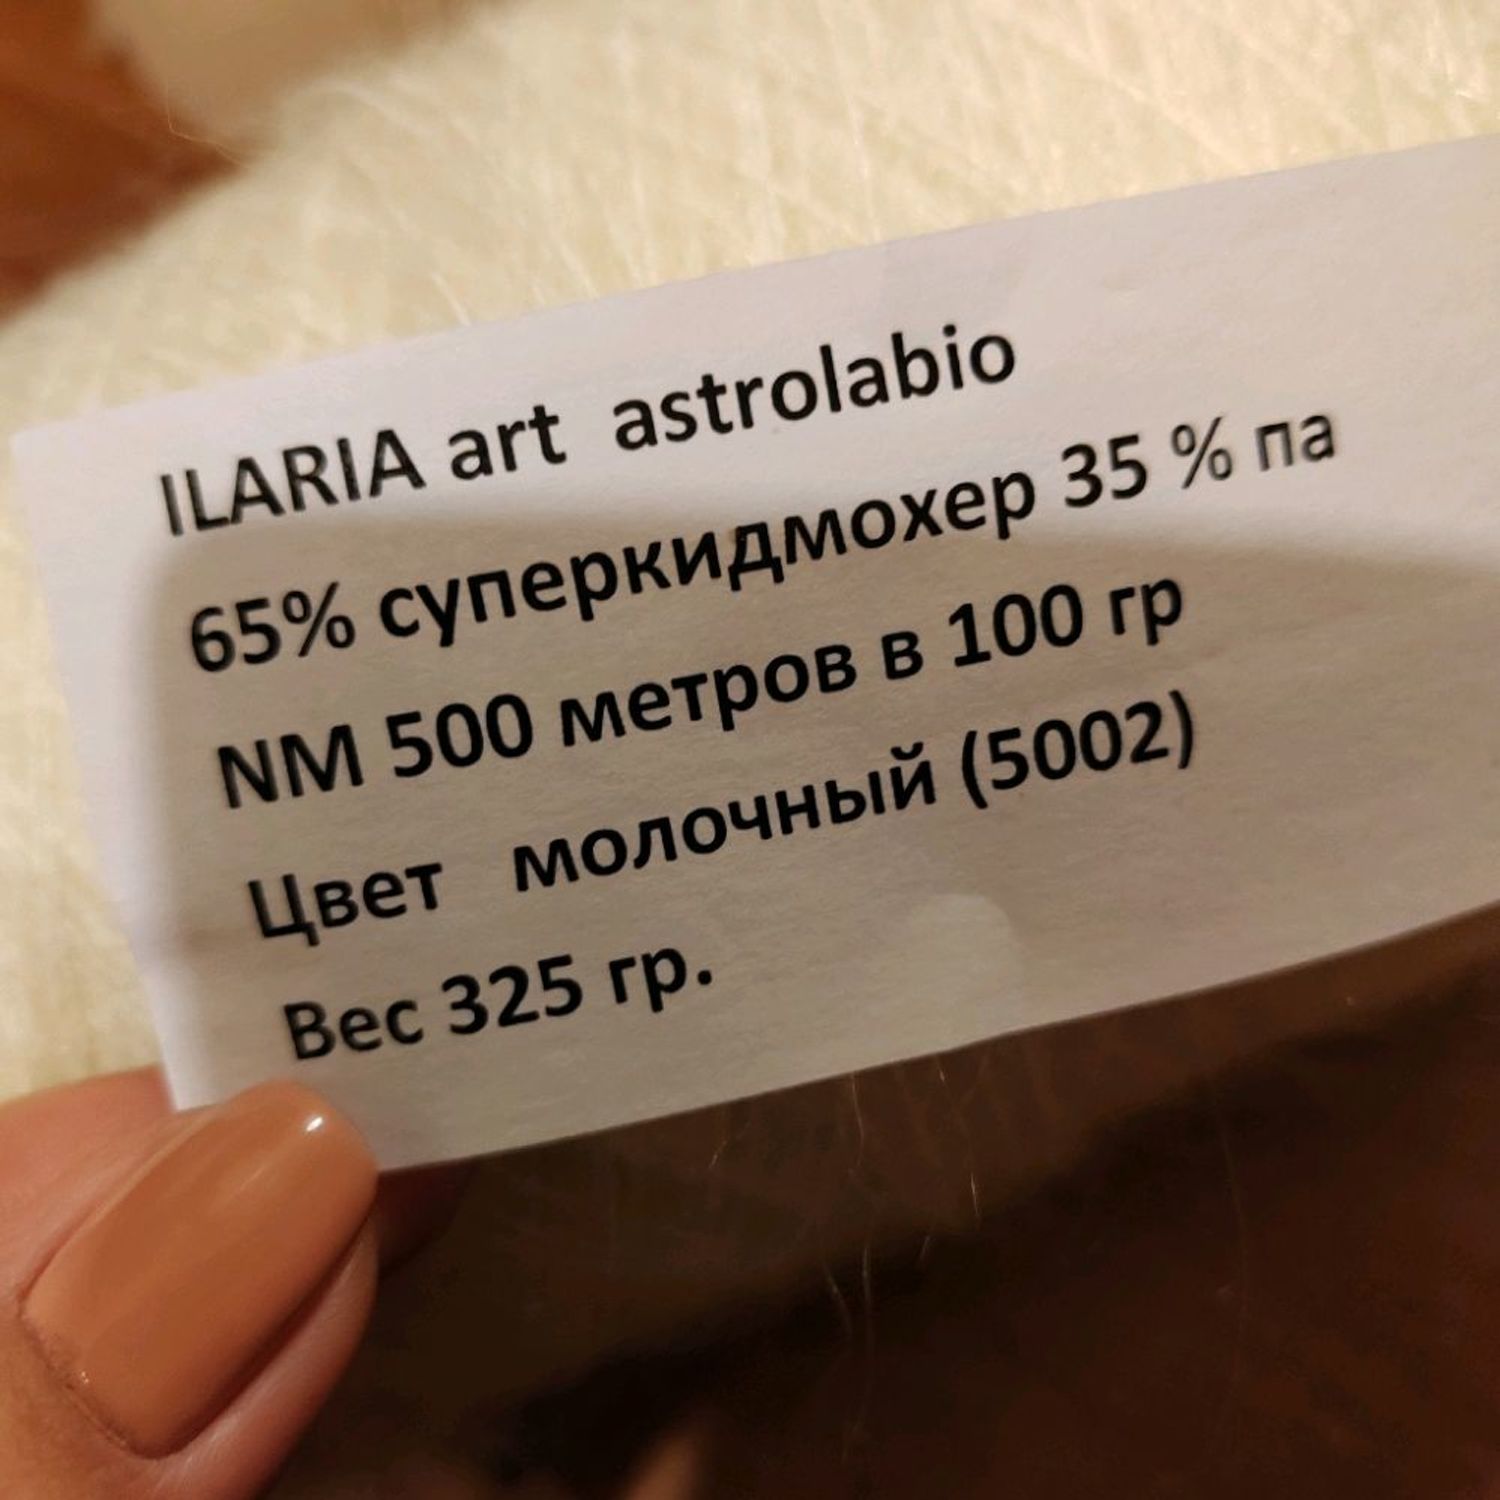 ILARIA art astrolabio
65% суперкидмохер 35 % па
NM 500 метров в 100 гр
Цвет молочный (5002)
Вес 325 гр.